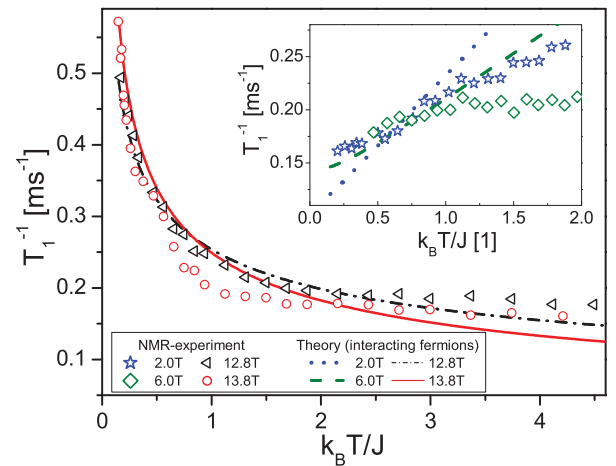 0.5
0.4
0.3
0.2
0.1
T₁⁻¹ [ms⁻¹]
0.25
0.20
0.15
T₁⁻¹ [ms⁻¹]
0.0 0.5 1.0 1.5 2.0
k_BT/J [1]
NMR-experiment Theory (interacting fermions)
2.0T 12.8T 2.0T 12.8T
6.0T 13.8T 6.0T 13.8T
0 1 2 3 4
k_BT/J